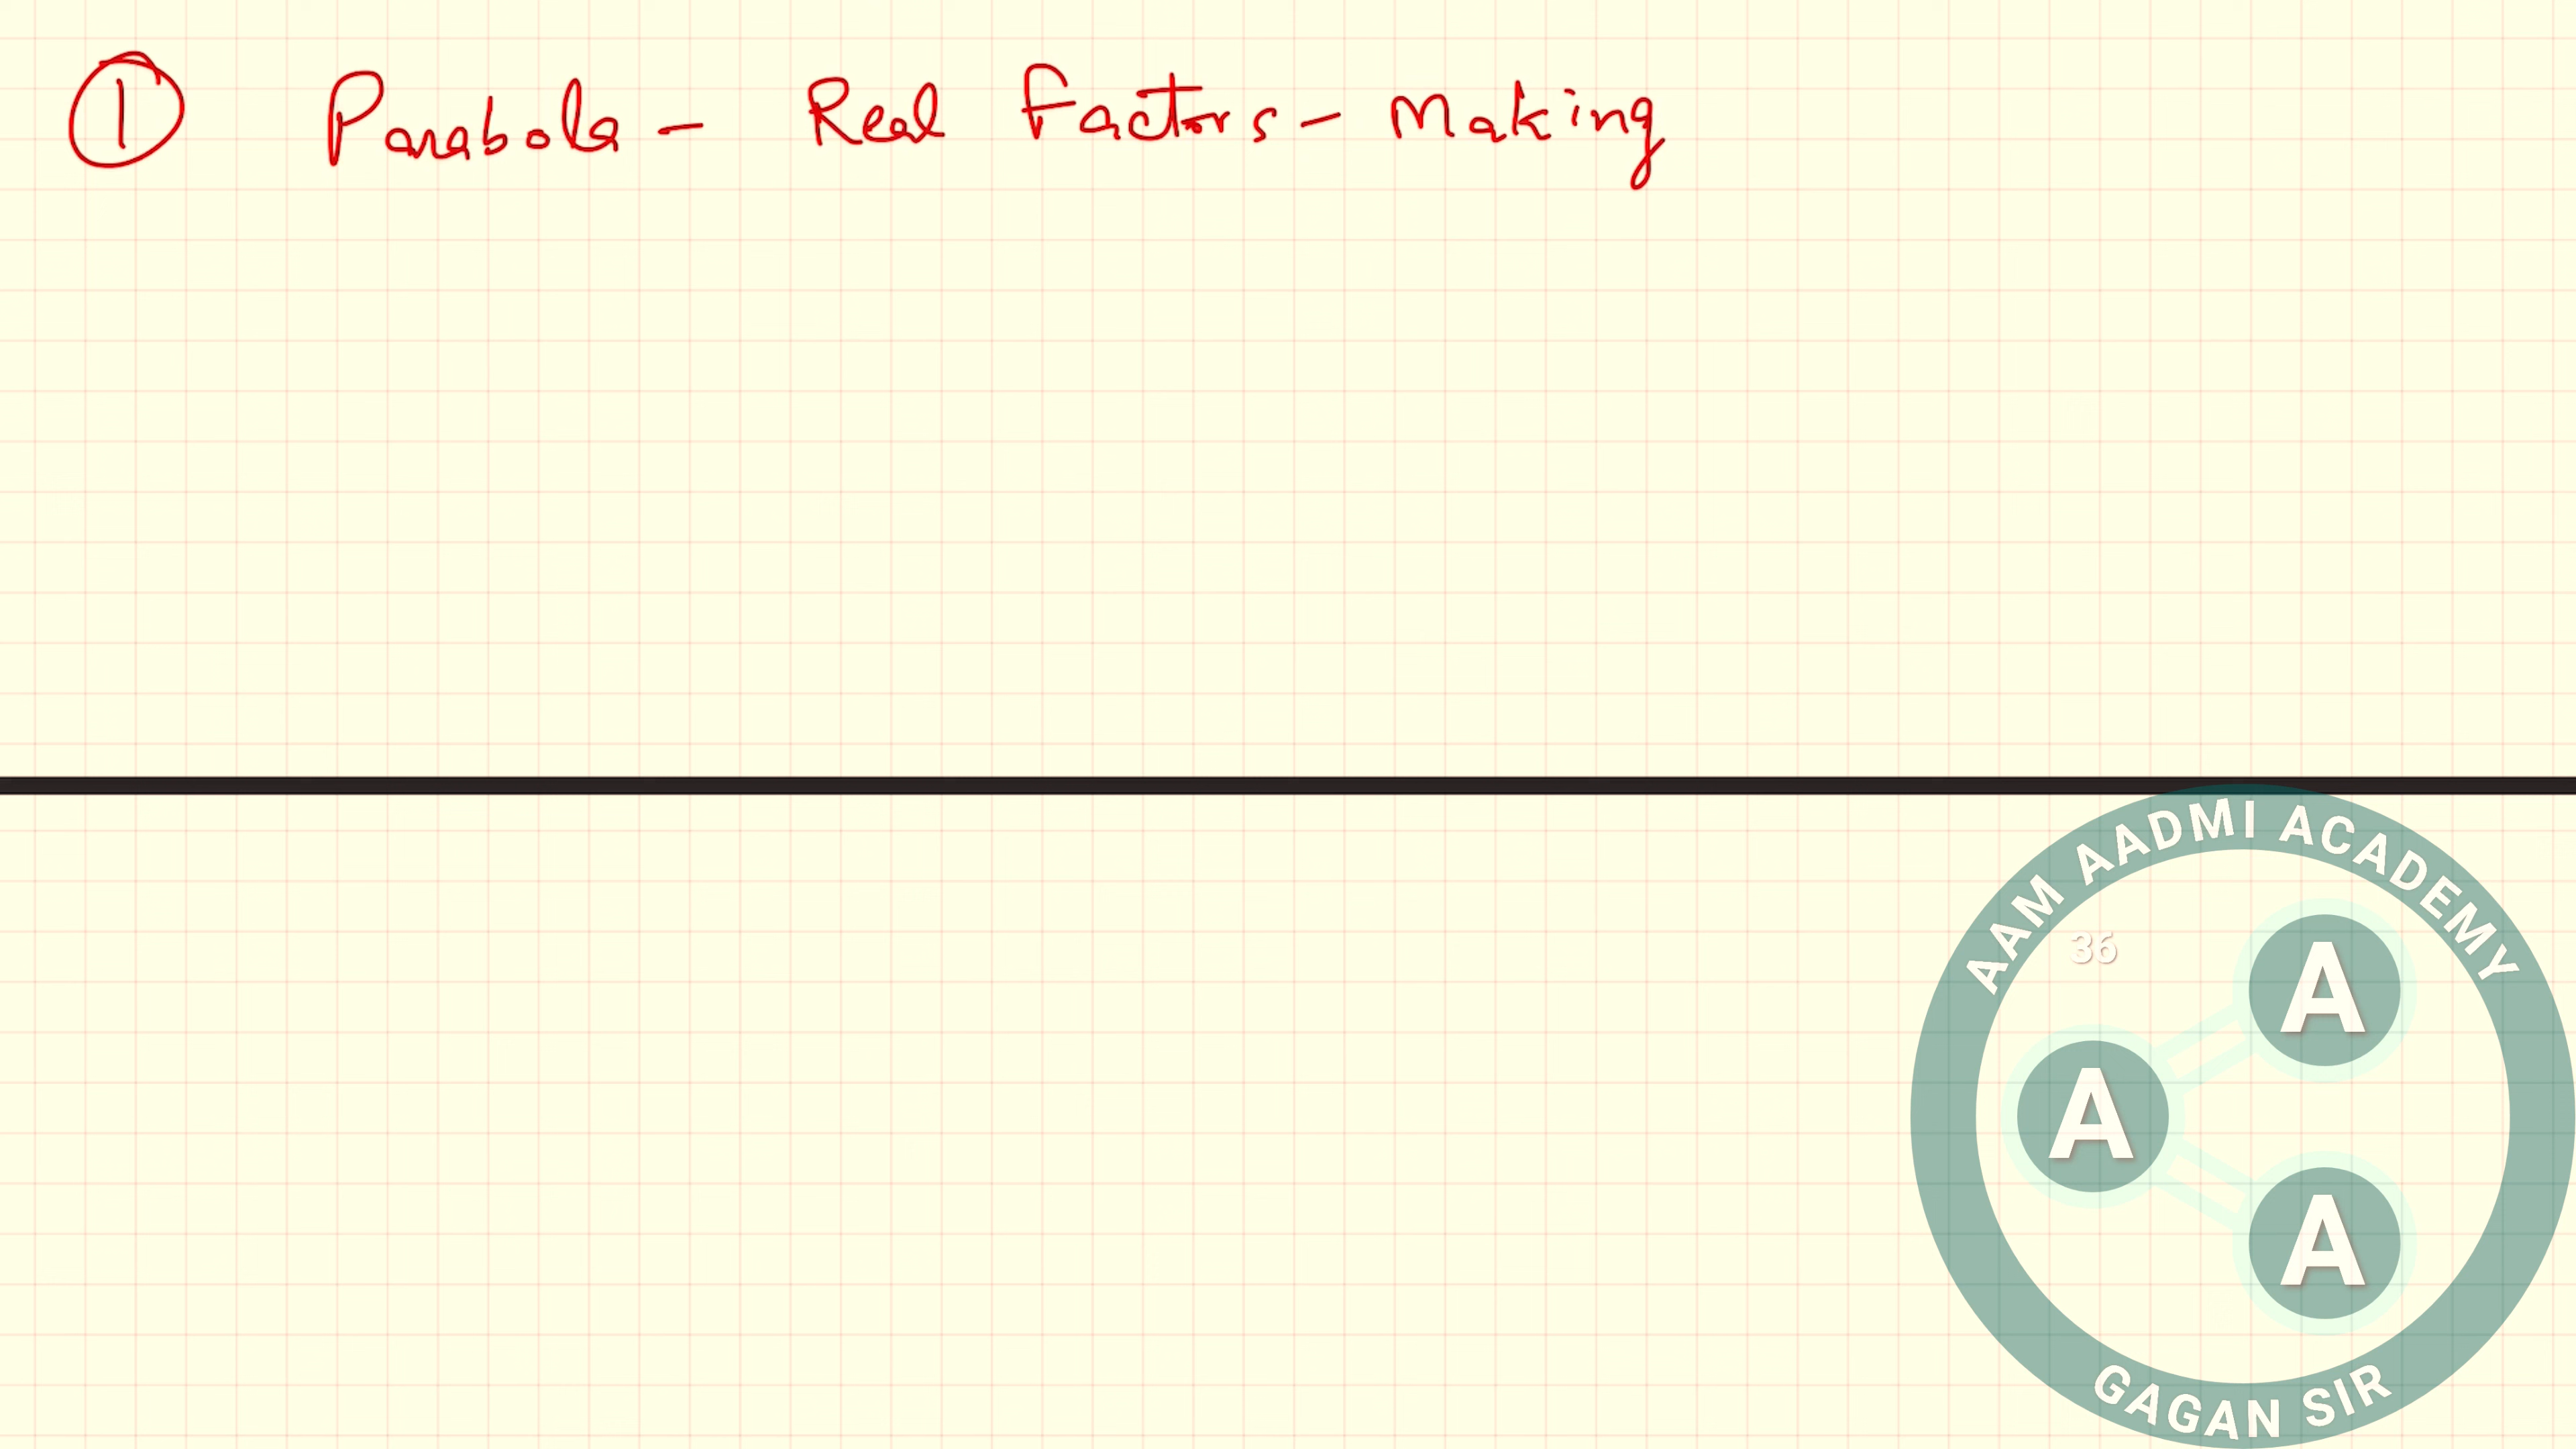 ① Parabola - Real Factors - Making
AAM AADMI ACADEMY
36
A
A
A
GAGAN SIR